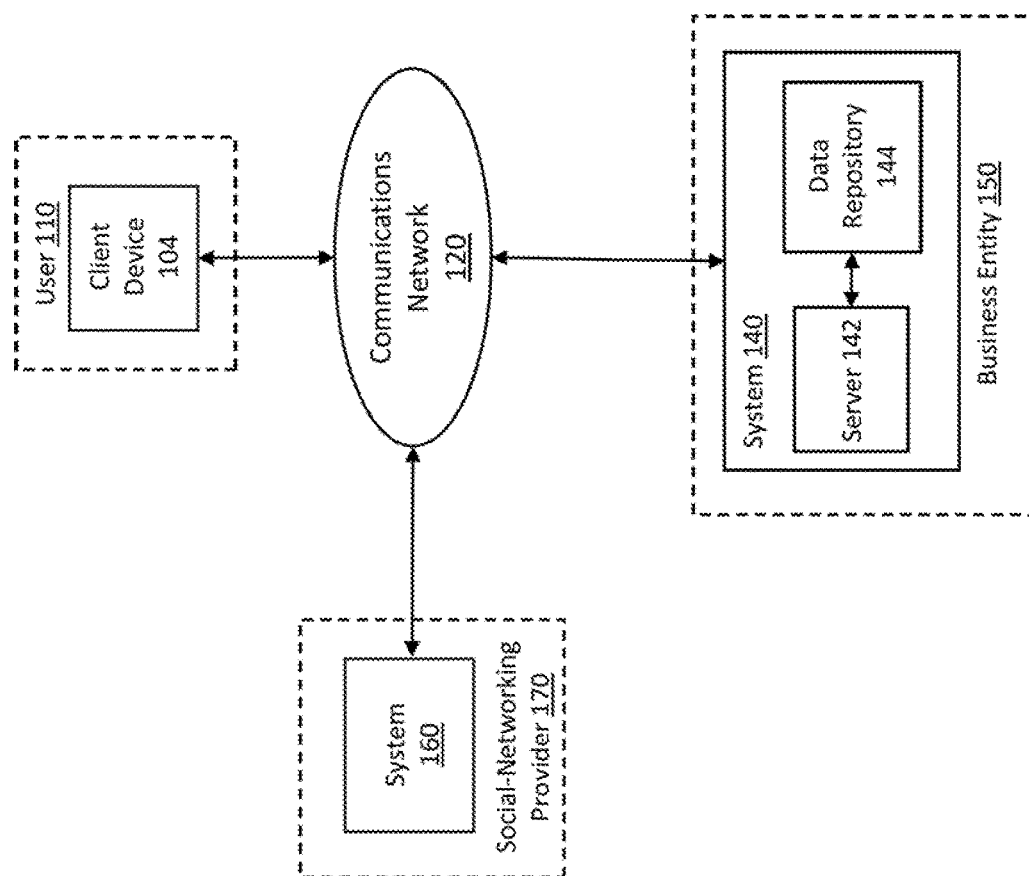 User 110
Client
Device
104
Communications
Network
120
System
160
Social-Networking
Provider 170
System 140
Server 142
Data
Repository
144
Business Entity 150